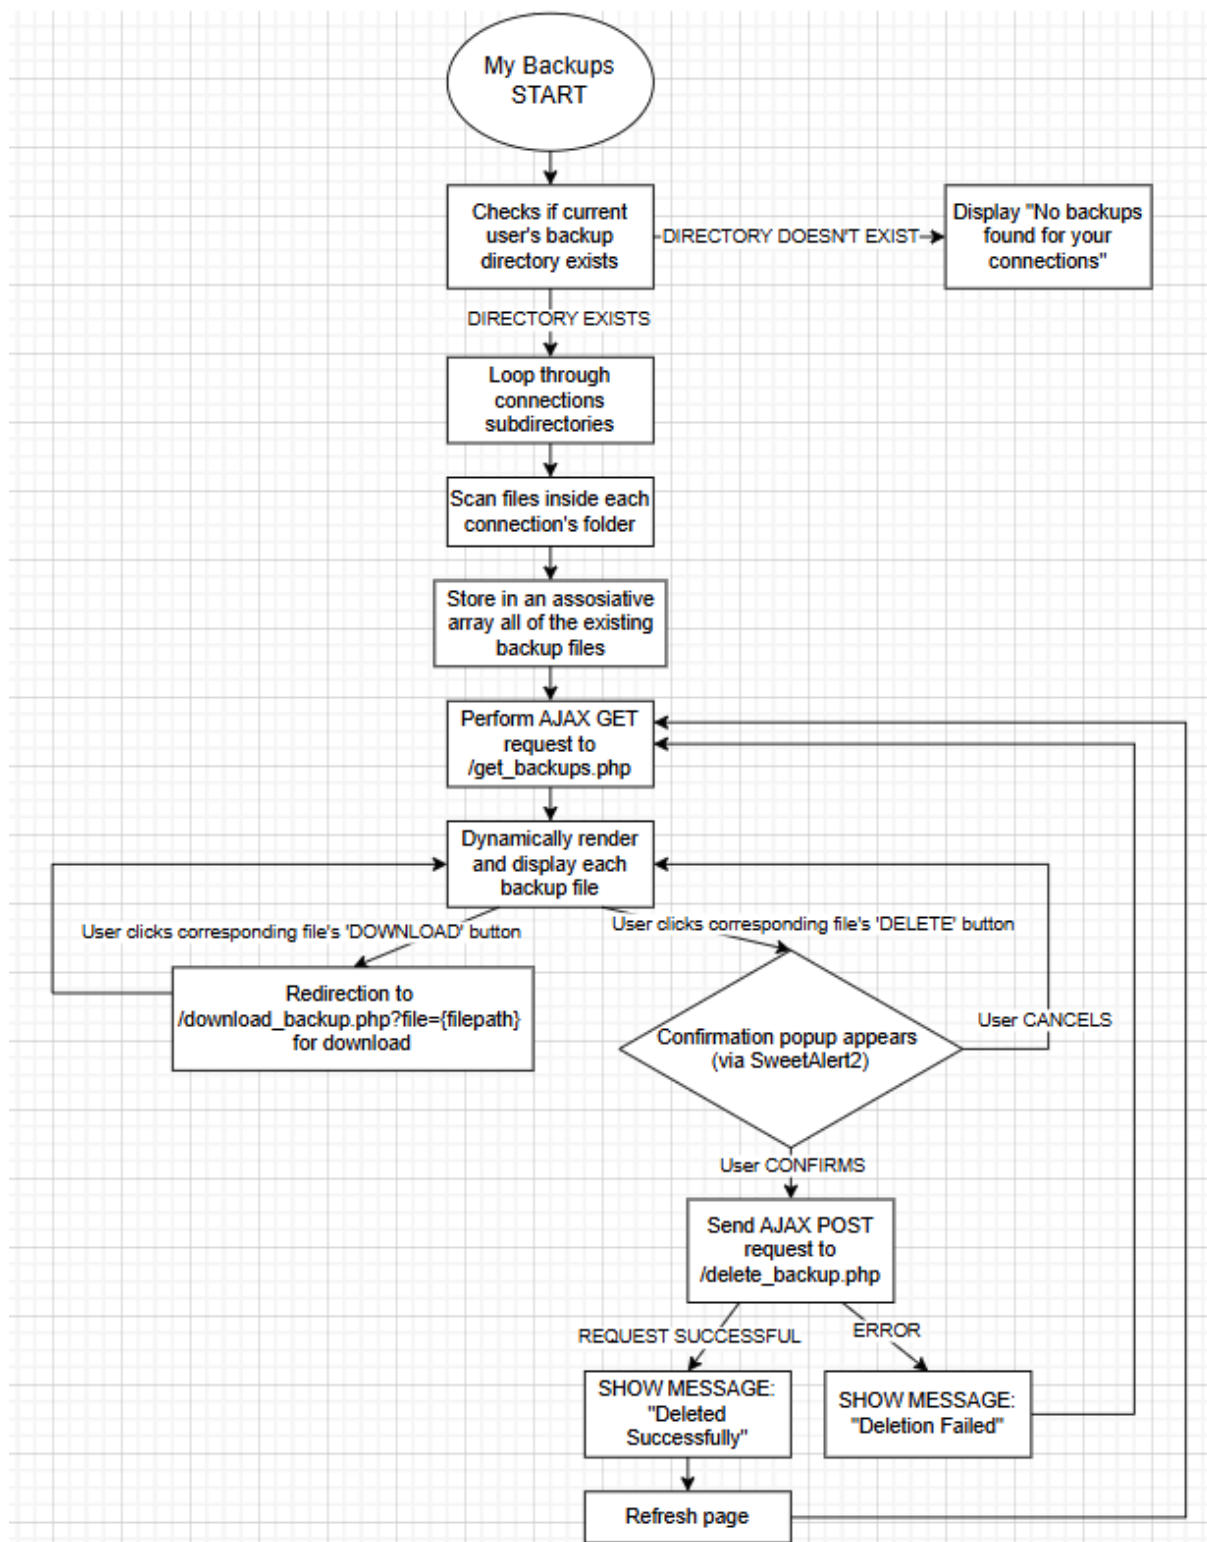 My Backups
START
Checks if current
user's backup
directory exists
DIRECTORY DOESN'T EXIST
Display "No backups
found for your
connections"
DIRECTORY EXISTS
Loop through
connections
subdirectories
Scan files inside each
connection's folder
Store in an assosiative
array all of the existing
backup files
Perform AJAX GET
request to
/get_backups.php
Dynamically render
and display each
backup file
User clicks corresponding file's 'DOWNLOAD' button
User clicks corresponding file's 'DELETE' button
Redirection to
/download_backup.php?file={filepath}
for download
Confirmation popup appears
(via SweetAlert2)
User CANCELS
User CONFIRMS
Send AJAX POST
request to
/delete_backup.php
REQUEST SUCCESSFUL
ERROR
SHOW MESSAGE:
"Deleted
Successfully"
SHOW MESSAGE:
"Deletion Failed"
Refresh page